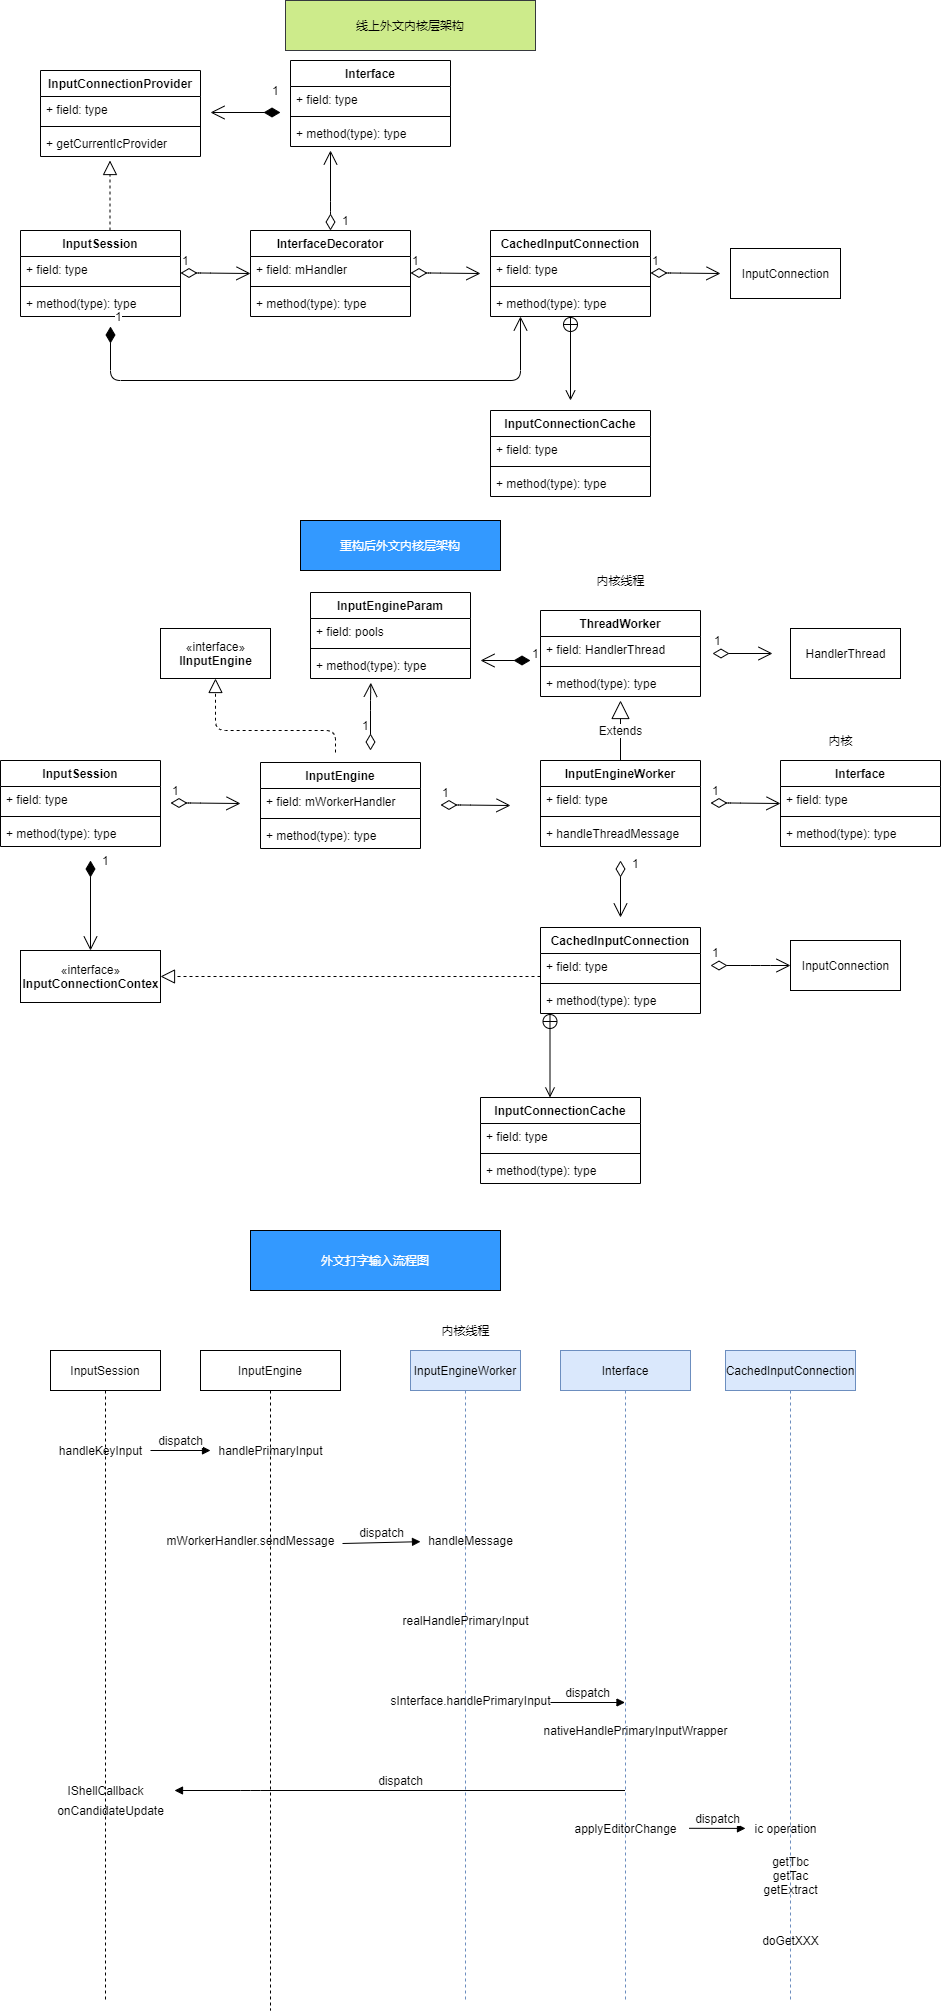 线上外文内核层架构
InputConnectionProvider
+ field: type
+ getCurrentIcProvider
1
Interface
+ field: type
+ method(type): type
1
InputSession
+ field: type
+ method(type): type
1
1
InterfaceDecorator
+ field: mHandler
+ method(type): type
1
CachedInputConnection
+ field: type
+ method(type): type
1
InputConnection
InputConnectionCache
+ field: type
+ method(type): type
重构后外文内核层架构
内核线程
InputEngineParam
+ field: pools
+ method(type): type
«interface»
IInputEngine
1
ThreadWorker
+ field: HandlerThread
+ method(type): type
1
HandlerThread
1
Extends
内核
InputSession
+ field: type
+ method(type): type
1
InputEngine
+ field: mWorkerHandler
+ method(type): type
1
InputEngineWorker
+ field: type
+ handleThreadMessage
1
Interface
+ field: type
+ method(type): type
1
1
«interface»
InputConnectionContex
CachedInputConnection
+ field: type
+ method(type): type
1
InputConnection
InputConnectionCache
+ field: type
+ method(type): type
外文打字输入流程图
内核线程
InputSession
InputEngine
InputEngineWorker
Interface
CachedInputConnection
handleKeyInput
dispatch
handlePrimaryInput
mWorkerHandler.sendMessage
dispatch
handleMessage
realHandlePrimaryInput
sInterface.handlePrimaryInput
dispatch
nativeHandlePrimaryInputWrapper
dispatch
IShellCallback
onCandidateUpdate
applyEditorChange
dispatch
ic operation
getTbc
getTac
getExtract
doGetXXX